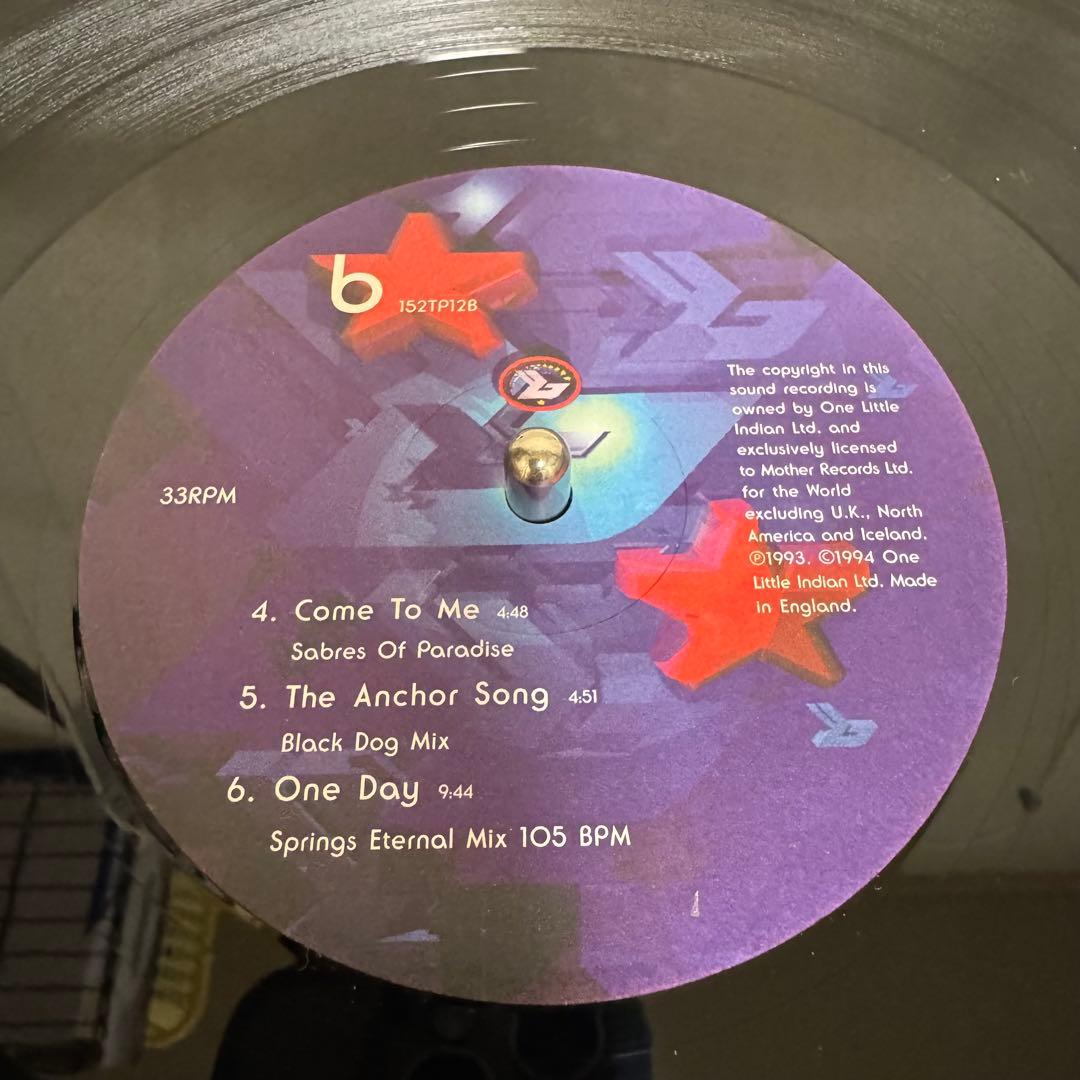 b
152TP12B
The copyright in this
sound recording is
owned by One Little
Indian Ltd. and
exclusively licensed
to Mother Records Ltd.
for the World
excluding U.K., North
America and Iceland.
℗1993. ©1994 One
Little Indian Ltd. Made
in England.
33RPM
4. Come To Me 4:48
Sabres Of Paradise
5. The Anchor Song 4:51
Black Dog Mix
6. One Day 9:44
Springs Eternal Mix 105 BPM